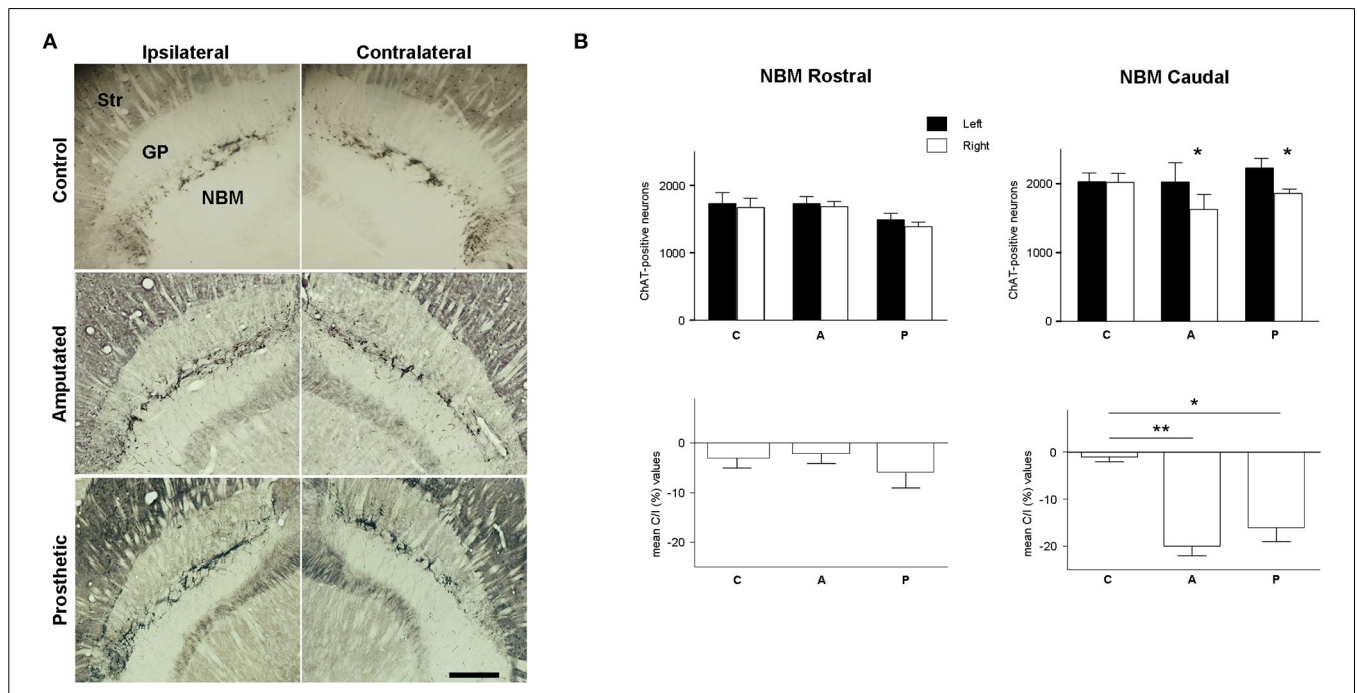 A
Ipsilateral
Contralateral
Control
Str
GP
NBM
Amputated
Prosthetic
B
NBM Rostral
NBM Caudal
Left
Right
ChAT-positive neurons
2000
1000
0
C A P
ChAT-positive neurons
2000
1000
0
* *
C A P
mean C/I (%) values
0
-10
-20
C A P
mean C/I (%) values
0
-10
-20
*
**
C A P